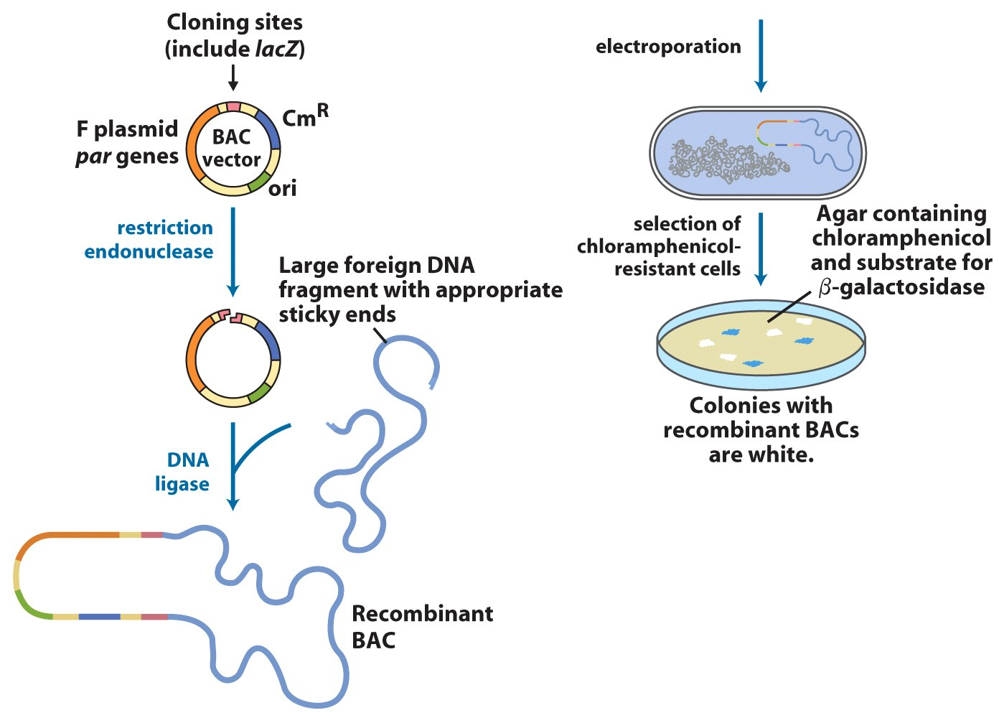 Cloning sites
(include lacZ)
F plasmid
par genes
BAC
vector
CmR
ori
restriction
endonuclease
Large foreign DNA
fragment with appropriate
sticky ends
DNA
ligase
Recombinant
BAC
electroporation
selection of
chloramphenicol-
resistant cells
Agar containing
chloramphenicol
and substrate for
β-galactosidase
Colonies with
recombinant BACs
are white.